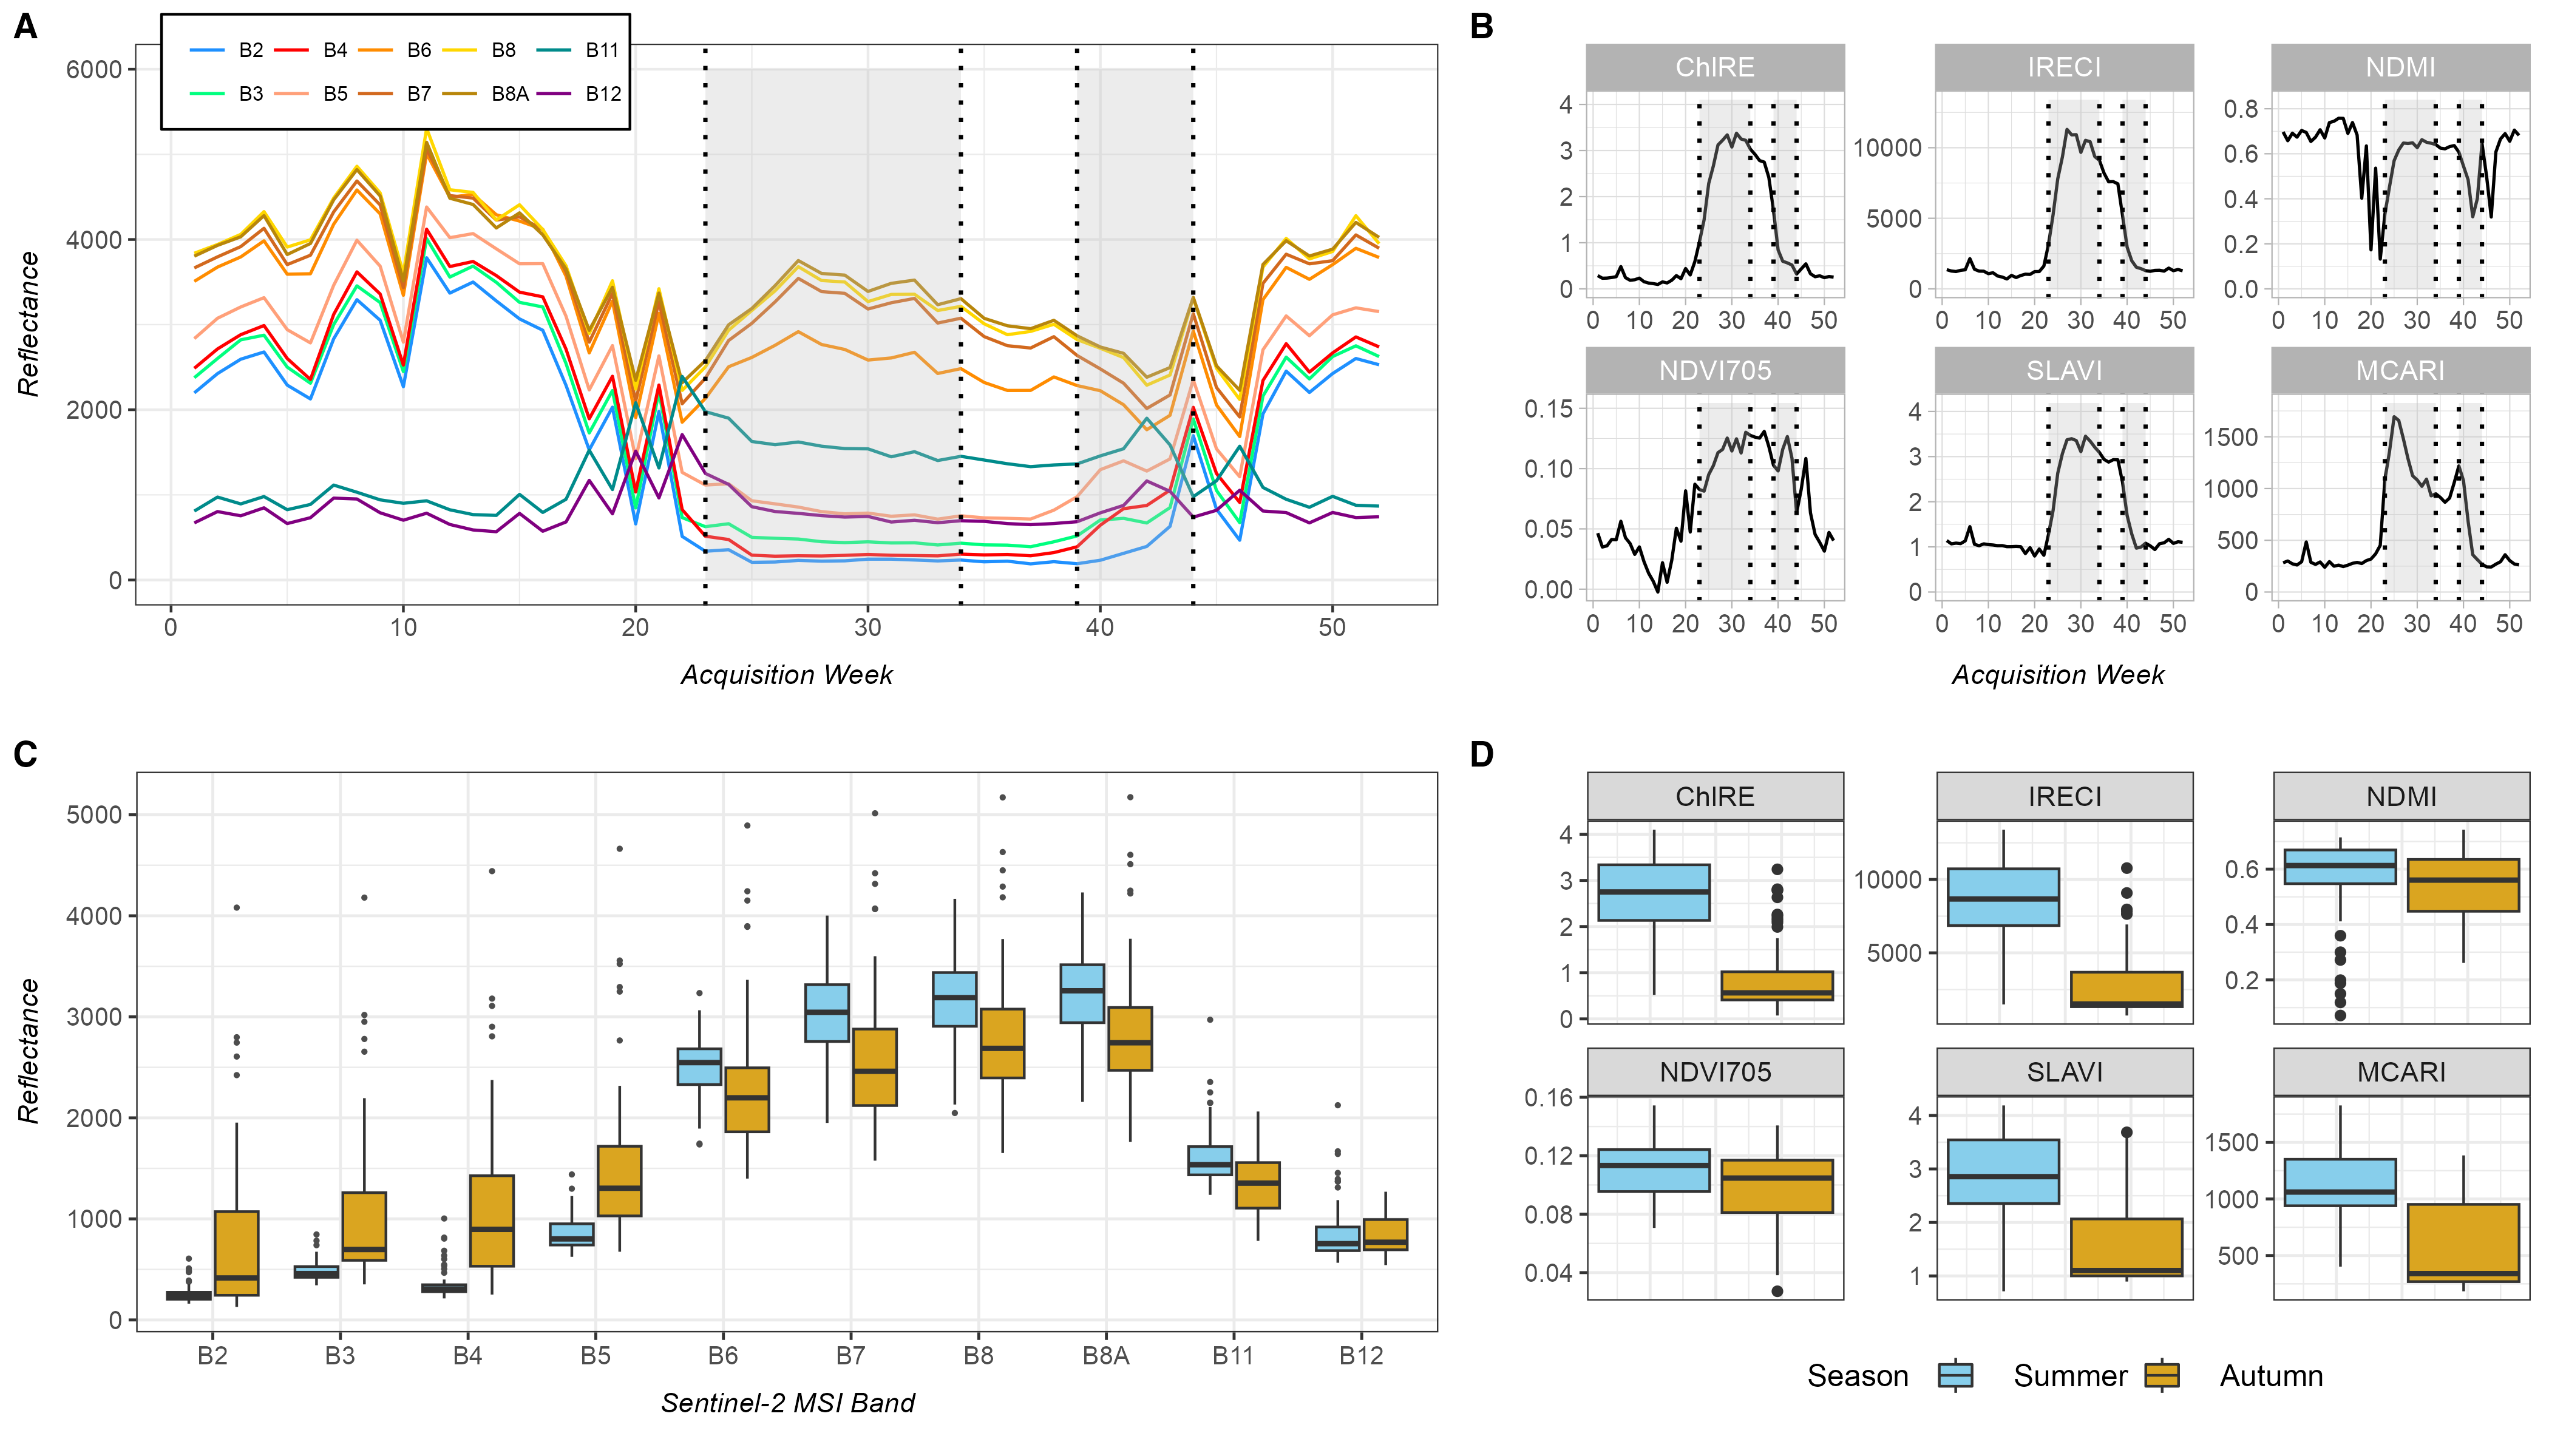 A
B2 B4 B6 B8 B11
B3 B5 B7 B8A B12
Reflectance
6000
4000
2000
0
0 10 20 30 40 50
Acquisition Week
B
ChlRE IRECI NDMI
4
3
2
1
0
10000
5000
0
0.8
0.6
0.4
0.2
0.0
0 10 20 30 40 50 0 10 20 30 40 50 0 10 20 30 40 50
NDVI705 SLAVI MCARI
0.15
0.10
0.05
0.00
4
3
2
1
0
1500
1000
500
0
0 10 20 30 40 50 0 10 20 30 40 50 0 10 20 30 40 50
Acquisition Week
C
Reflectance
5000
4000
3000
2000
1000
0
B2 B3 B4 B5 B6 B7 B8 B8A B11 B12
Sentinel-2 MSI Band
D
ChlRE IRECI NDMI
4
3
2
1
0
10000
5000
0.6
0.4
0.2
NDVI705 SLAVI MCARI
0.16
0.12
0.08
0.04
4
3
2
1
1500
1000
500
Season Summer Autumn